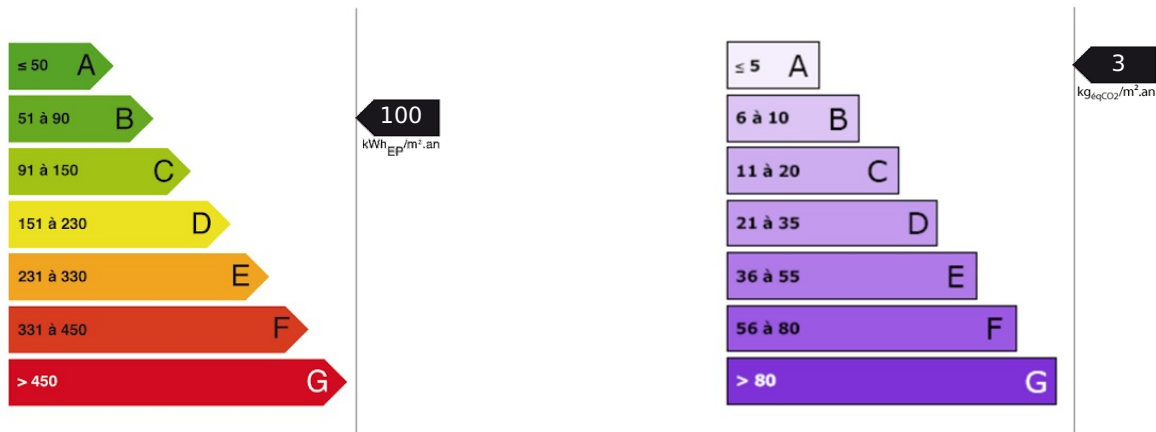 ≤ 50 A
51 à 90 B
100
kWhEP/m².an
91 à 150 C
151 à 230 D
231 à 330 E
331 à 450 F
> 450 G
≤ 5 A
3
kgéqCO2/m².an
6 à 10 B
11 à 20 C
21 à 35 D
36 à 55 E
56 à 80 F
> 80 G